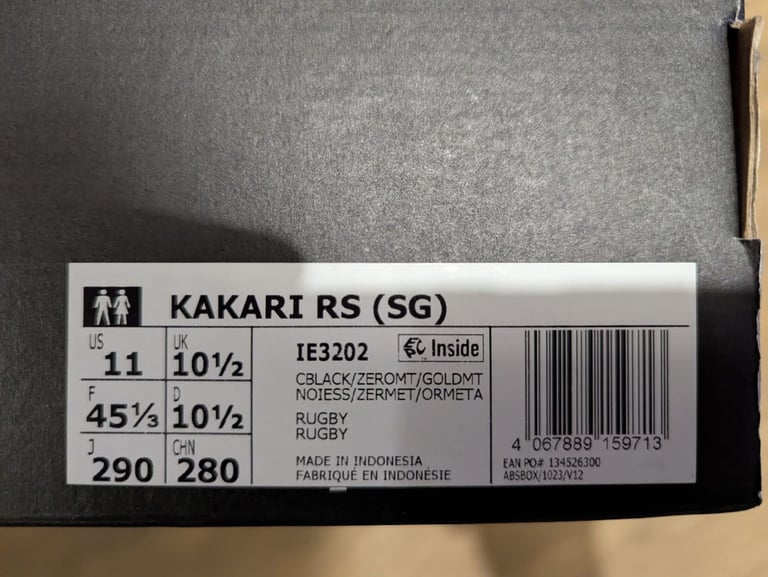 KAKARI RS (SG)
US 11
UK 10½
F 45⅓
D 10½
J 290
CHN 280
IE3202
Inside
CBLACK/ZEROMT/GOLDMT
NOIESS/ZERMET/ORMETA
RUGBY
RUGBY
MADE IN INDONESIA
FABRIQUÉ EN INDONÉSIE
4 067889 159713
EAN PO# 134526300
ABSBOX/1023/V12